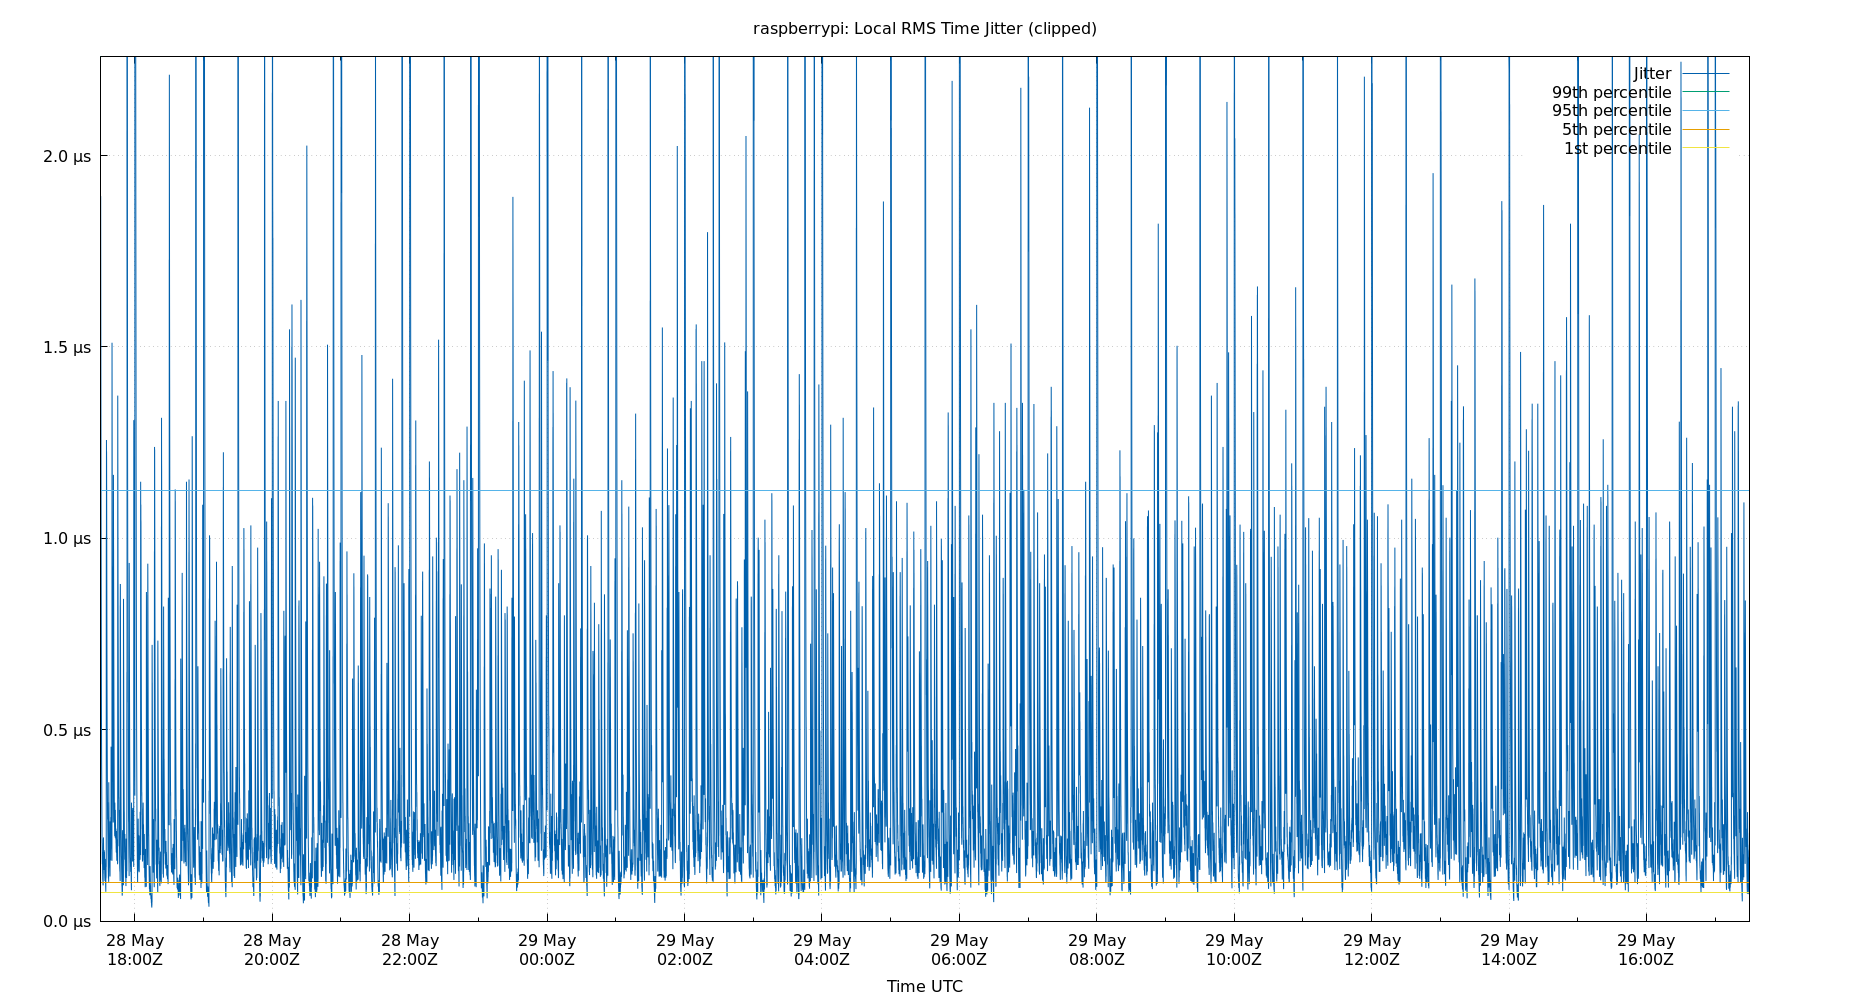 raspberrypi: Local RMS Time Jitter (clipped)
Jitter
99th percentile
95th percentile
5th percentile
1st percentile
2.0 µs
1.5 µs
1.0 µs
0.5 µs
0.0 µs
28 May 28 May 28 May 29 May 29 May 29 May 29 May 29 May 29 May 29 May 29 May 29 May
18:00Z 20:00Z 22:00Z 00:00Z 02:00Z 04:00Z 06:00Z 08:00Z 10:00Z 12:00Z 14:00Z 16:00Z
Time UTC